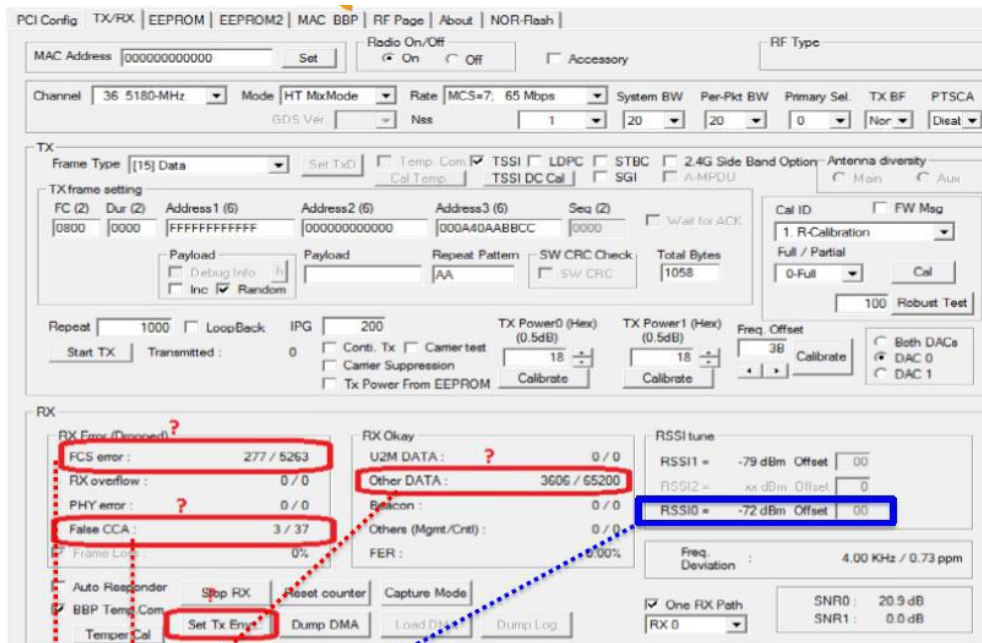 PCI Config TX/RX EEPROM EEPROM2 MAC BBP RF Page About NOR-Flash
MAC Address 000000000000 Set Radio On/Off On Off Accessory RF Type
Channel 36 5180-MHz Mode HT MixMode Rate MCS=7; 65 Mbps System BW Per-Pkt BW Primary Sel. TX BF PTSCA
GDS Ver. Nss 1 20 20 0 Nor Disat
TX
Frame Type [15] Data Set TxD Temp. Com TSSI LDPC STBC 2.4G Side Band Option Antenna diversity
Cal Temp TSSI DC Cal SGI A-MPDU Main Aux
TX frame setting
FC (2) Dur (2) Address1 (6) Address2 (6) Address3 (6) Seq (2) Cal ID FW Msg
0800 0000 FFFFFFFFFFFF 000000000000 000A40AABBCC 0000 Wait for ACK 1. R-Calibration
Payload Payload Repeat Pattern SW CRC Check Total Bytes Full / Partial
Debug Info h AA SW CRC 1058 0-Full Cal
Inc Random
100 Robust Test
Repeat 1000 LoopBack IPG 200 TX Power0 (Hex) TX Power1 (Hex) Freq. Offset
(0.5dB) (0.5dB) 3B Both DACs
Start TX Transmitted : 0 Conti. Tx Carrier test 18 18 Calibrate DAC 0
Carrier Suppression DAC 1
Tx Power From EEPROM Calibrate Calibrate
RX
RX Error (Dropped) ? RX Okay RSSI tune
FCS error : 277 / 5263 U2M DATA : ? 0 / 0 RSSI1 = -79 dBm Offset 00
RX overflow : 0 / 0 Other DATA : 3606 / 65200 RSSI2 = xx dBm Offset 0
PHY error : ? 0 / 0 Beacon : 0 / 0 RSSI0 = -72 dBm Offset 00
False CCA : 3 / 37 Others (Mgmt/Cntl) : 0 / 0
Frame Loss : 0% FER : 0.00% Freq. Deviation : 4.00 KHz / 0.73 ppm
Auto Responder Stop RX Reset counter Capture Mode
BBP Temp.Com ? One RX Path SNR0 : 20.9 dB
Temper Cal Set Tx Env. Dump DMA Load DMA Dump Log RX 0 SNR1 : 0.0 dB